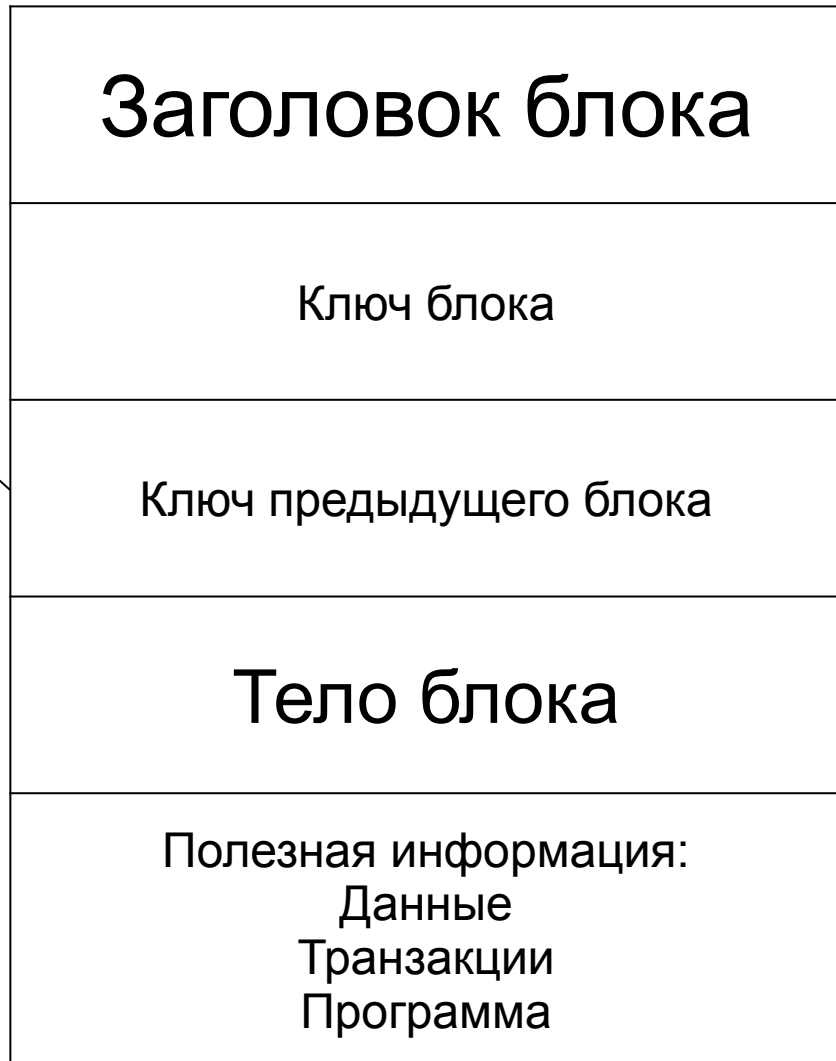 Заголовок блока
Ключ блока
Ключ предыдущего блока
Тело блока
Полезная информация:
Данные
Транзакции
Программа